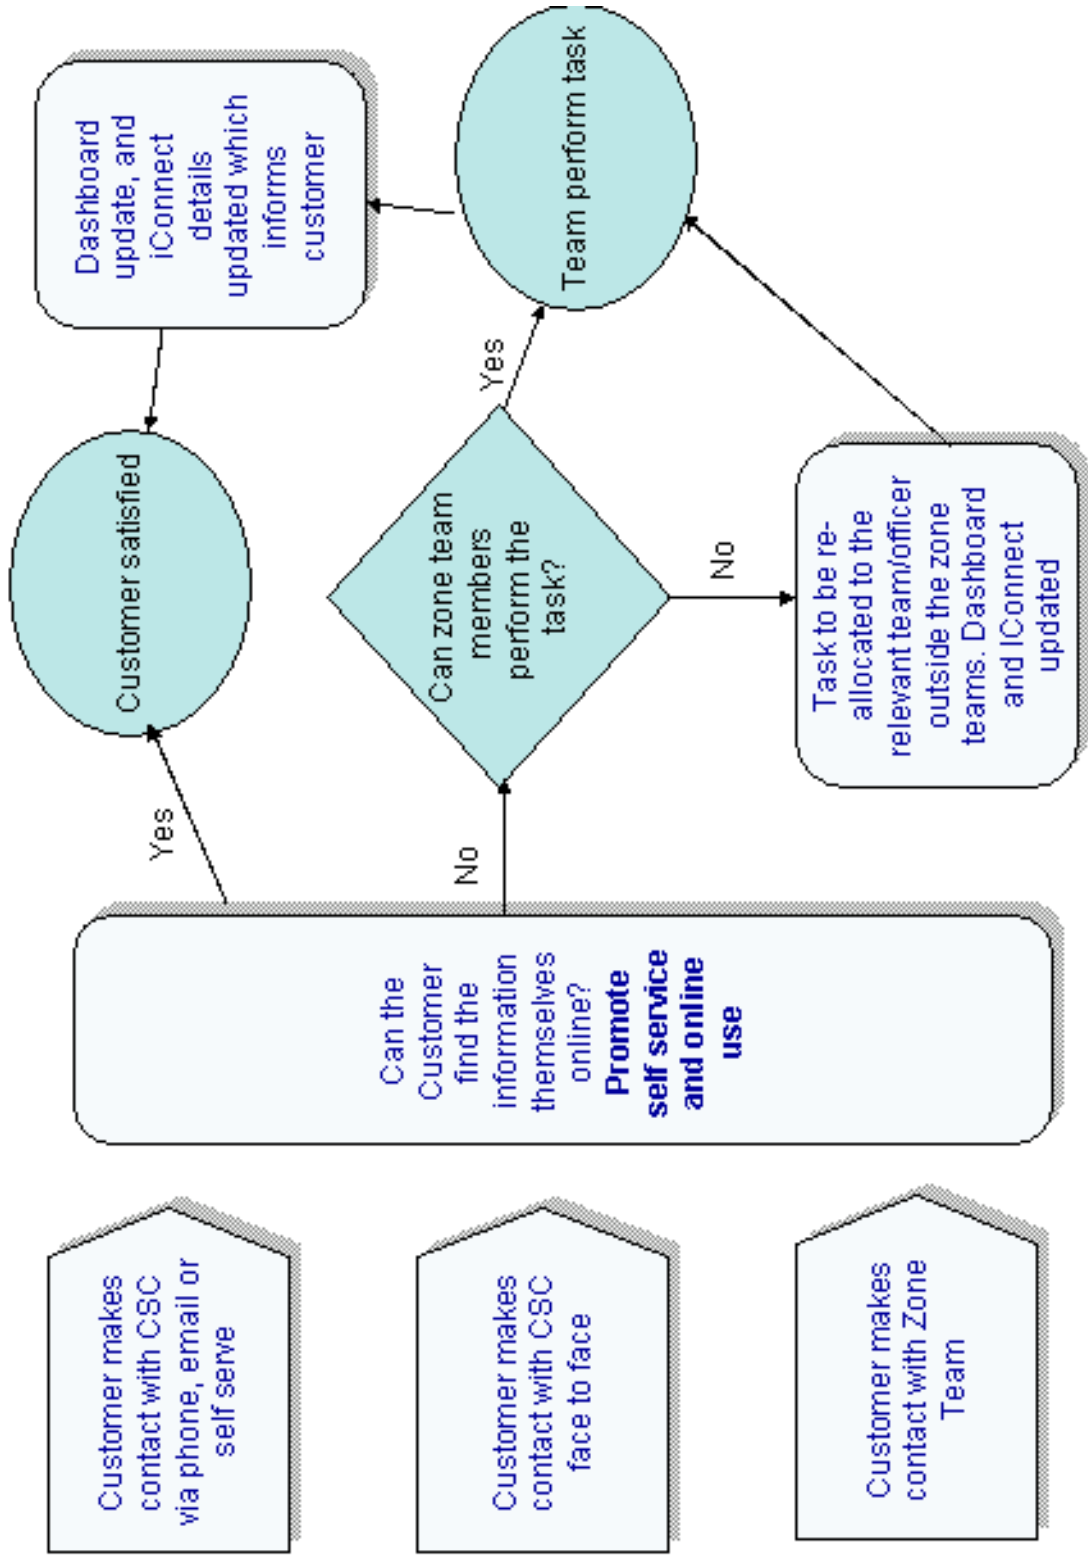 Customer makes
contact with CSC
via phone, email or
self serve
Customer makes
contact with CSC
face to face
Customer makes
contact with Zone
Team
Can the
Customer
find the
information
themselves
online?
Promote
self service
and online
use
Yes
No
Customer satisfied
Can zone team
members
perform the
task?
Yes
No
Task to be re-
allocated to the
relevant team/officer
outside the zone
teams. Dashboard
and IConnect
updated
Dashboard
update, and
iConnect
details
updated which
informs
customer
Team perform task